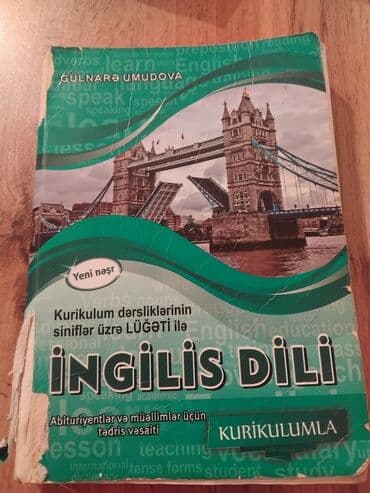 GÜLNARƏ UMUDOVA
Yeni nəşr
Kurikulum dərsliklərinin
siniflər üzrə LÜĞƏTİ ilə
İNGİLİS DİLİ
Abituriyentlər və müəllimlər üçün
tədris vəsaiti
KURİKULUMLA